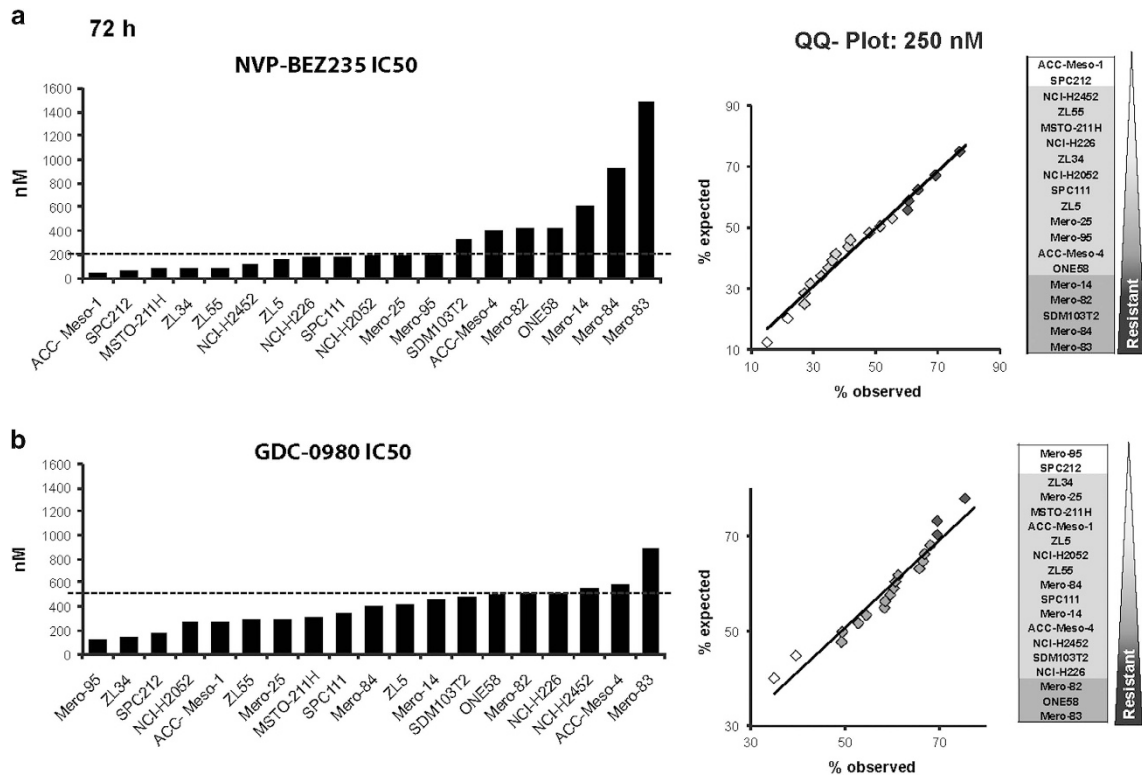 a
72 h
NVP-BEZ235 IC50
nM
1600
1400
1200
1000
800
600
400
200
0
ACC- Meso-1
SPC212
MSTO-211H
ZL34
ZL55
NCI-H2452
ZL5
NCI-H226
SPC111
NCI-H2052
Mero-25
Mero-95
SDM103T2
ACC-Meso-4
Mero-82
ONE58
Mero-14
Mero-84
Mero-83
QQ- Plot: 250 nM
% expected
90
70
50
30
10
10 30 50 70 90
% observed
ACC-Meso-1
SPC212
NCI-H2452
ZL55
MSTO-211H
NCI-H226
ZL34
NCI-H2052
SPC111
ZL5
Mero-25
Mero-95
ACC-Meso-4
ONE58
Mero-14
Mero-82
SDM103T2
Mero-84
Mero-83
Resistant
b
GDC-0980 IC50
nM
1600
1400
1200
1000
800
600
400
200
0
Mero-95
ZL34
SPC212
NCI-H2052
ACC- Meso-1
ZL55
Mero-25
MSTO-211H
SPC111
Mero-84
ZL5
Mero-14
SDM103T2
ONE58
Mero-82
NCI-H226
NCI-H2452
ACC-Meso-4
Mero-83
% expected
70
50
30
30 50 70
% observed
Mero-95
SPC212
ZL34
Mero-25
MSTO-211H
ACC-Meso-1
ZL5
NCI-H2052
ZL55
Mero-84
SPC111
Mero-14
ACC-Meso-4
NCI-H2452
SDM103T2
NCI-H226
Mero-82
ONE58
Mero-83
Resistant